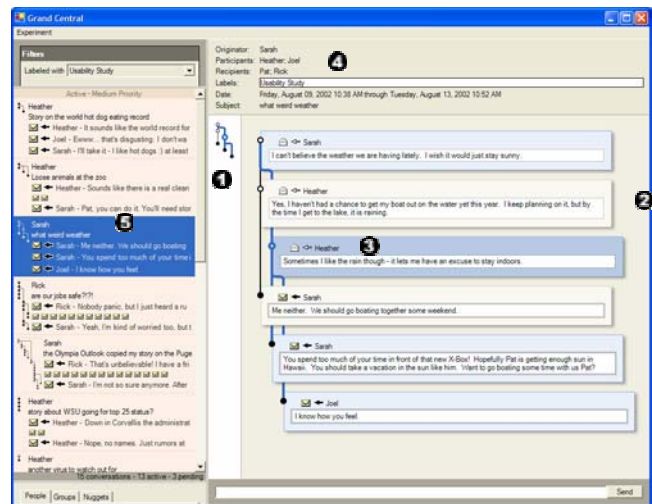 Grand Central
Experiment
Filters
Labeled with Usability Study
Active - Medium Priority
Heather
Story on the world hot dog eating record
Heather - It sounds like the world record for
Joel - Ewww... that's disgusting. I don't wa
Sarah - I'll take it - I like hot dogs :) at least
Heather
Loose animals at the zoo
Heather - Sounds like there is a real clean
Sarah - Pat, you can do it. You'll need stor
5
Sarah
what weird weather
Sarah - Me neither. We should go boating
Sarah - You spend too much of your time i
Joel - I know how you feel.
Rick
are our jobs safe?!?!
Rick - Nobody panic, but I just heard a ru
Sarah - Yeah, I'm kind of worried too, but t
Sarah
the Olympia Outlook copied my story on the Puge
Rick - That's unbelievable! I have a fri
Sarah - I'm not so sure anymore. After
Heather
story about WSU going for top 25 status?
Heather - Down in Corvallis the administrat
Heather - Nope, no names. Just rumors at
Heather
another virus to watch out for
15 conversations - 13 active - 3 pending
People Groups Nuggets
Originator: Sarah
Participants: Heather; Joel
4
Recipients: Pat; Rick
Labels: Usability Study
Date: Friday, August 09, 2002 10:38 AM through Tuesday, August 13, 2002 10:52 AM
Subject: what weird weather
1
2
Sarah
I can't believe the weather we are having lately. I wish it would just stay sunny.
Heather
Yes, I haven't had a chance to get my boat out on the water yet this year. I keep planning on it, but by
the time I get to the lake, it is raining.
Heather
3
Sometimes I like the rain though - it lets me have an excuse to stay indoors.
Sarah
Me neither. We should go boating together some weekend.
Sarah
You spend too much of your time in front of that new X-Box! Hopefully Pat is getting enough sun in
Hawaii. You should take a vacation in the sun like him. Want to go boating some time with us Pat?
Joel
I know how you feel.
Send